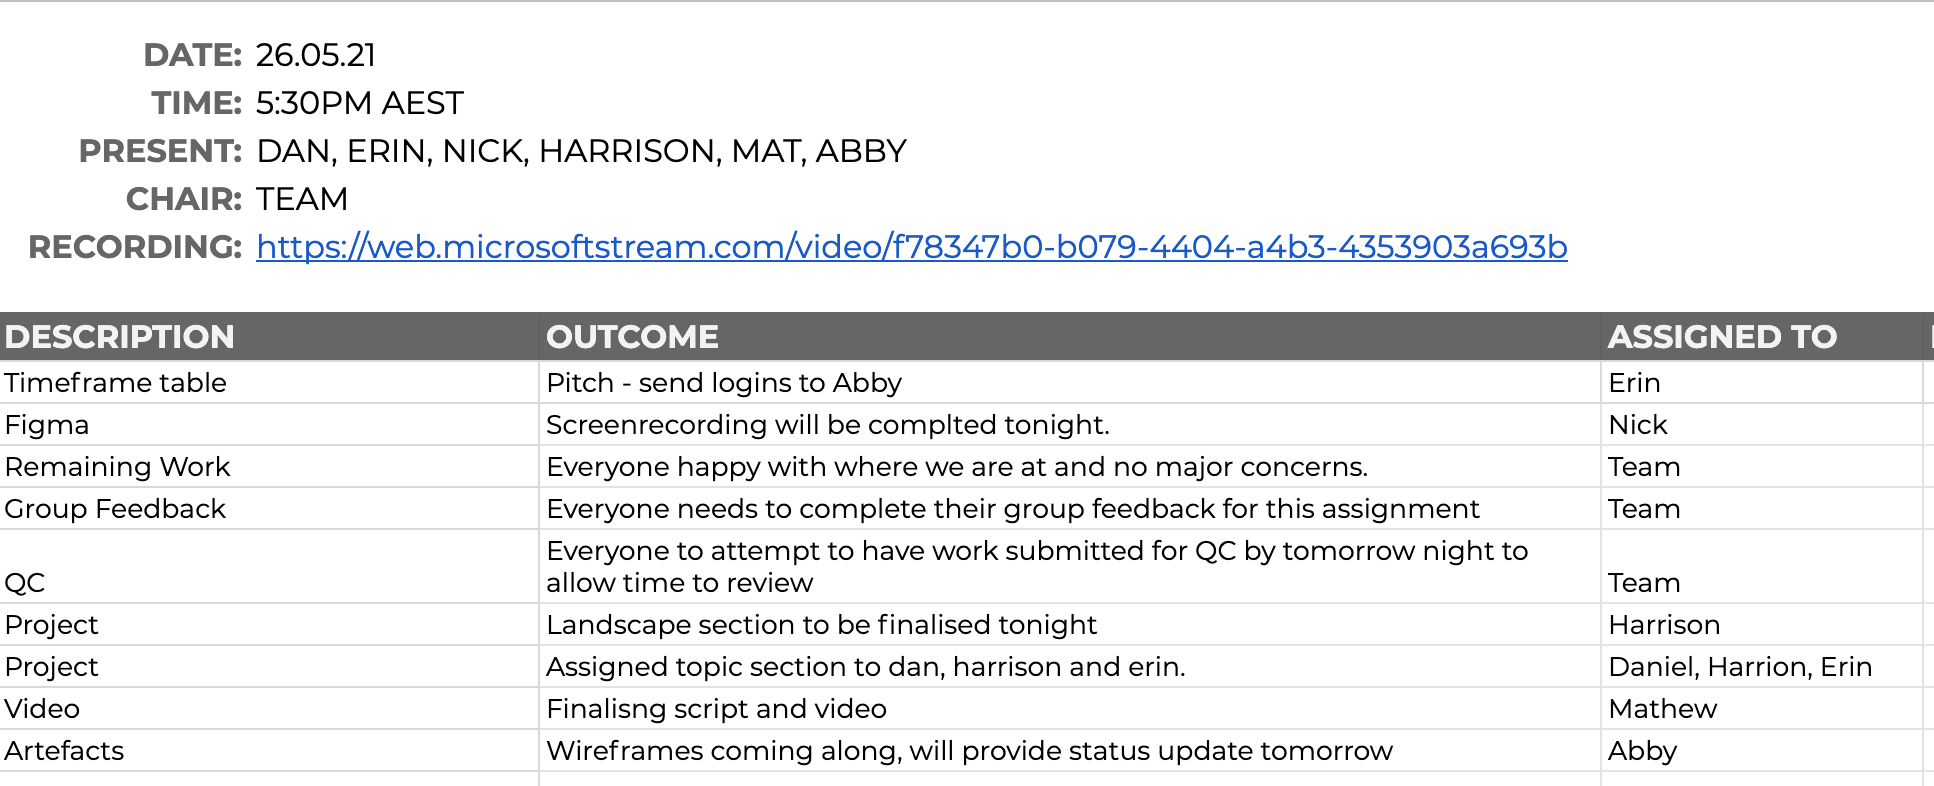 DATE: 26.05.21
TIME: 5:30PM AEST
PRESENT: DAN, ERIN, NICK, HARRISON, MAT, ABBY
CHAIR: TEAM
RECORDING: https://web.microsoftstream.com/video/f78347b0-b079-4404-a4b3-4353903a693b
DESCRIPTION OUTCOME ASSIGNED TO
Timeframe table Pitch - send logins to Abby Erin
Figma Screenrecording will be complted tonight. Nick
Remaining Work Everyone happy with where we are at and no major concerns. Team
Group Feedback Everyone needs to complete their group feedback for this assignment Team
Everyone to attempt to have work submitted for QC by tomorrow night to
QC allow time to review Team
Project Landscape section to be finalised tonight Harrison
Project Assigned topic section to dan, harrison and erin. Daniel, Harrion, Erin
Video Finalisng script and video Mathew
Artefacts Wireframes coming along, will provide status update tomorrow Abby